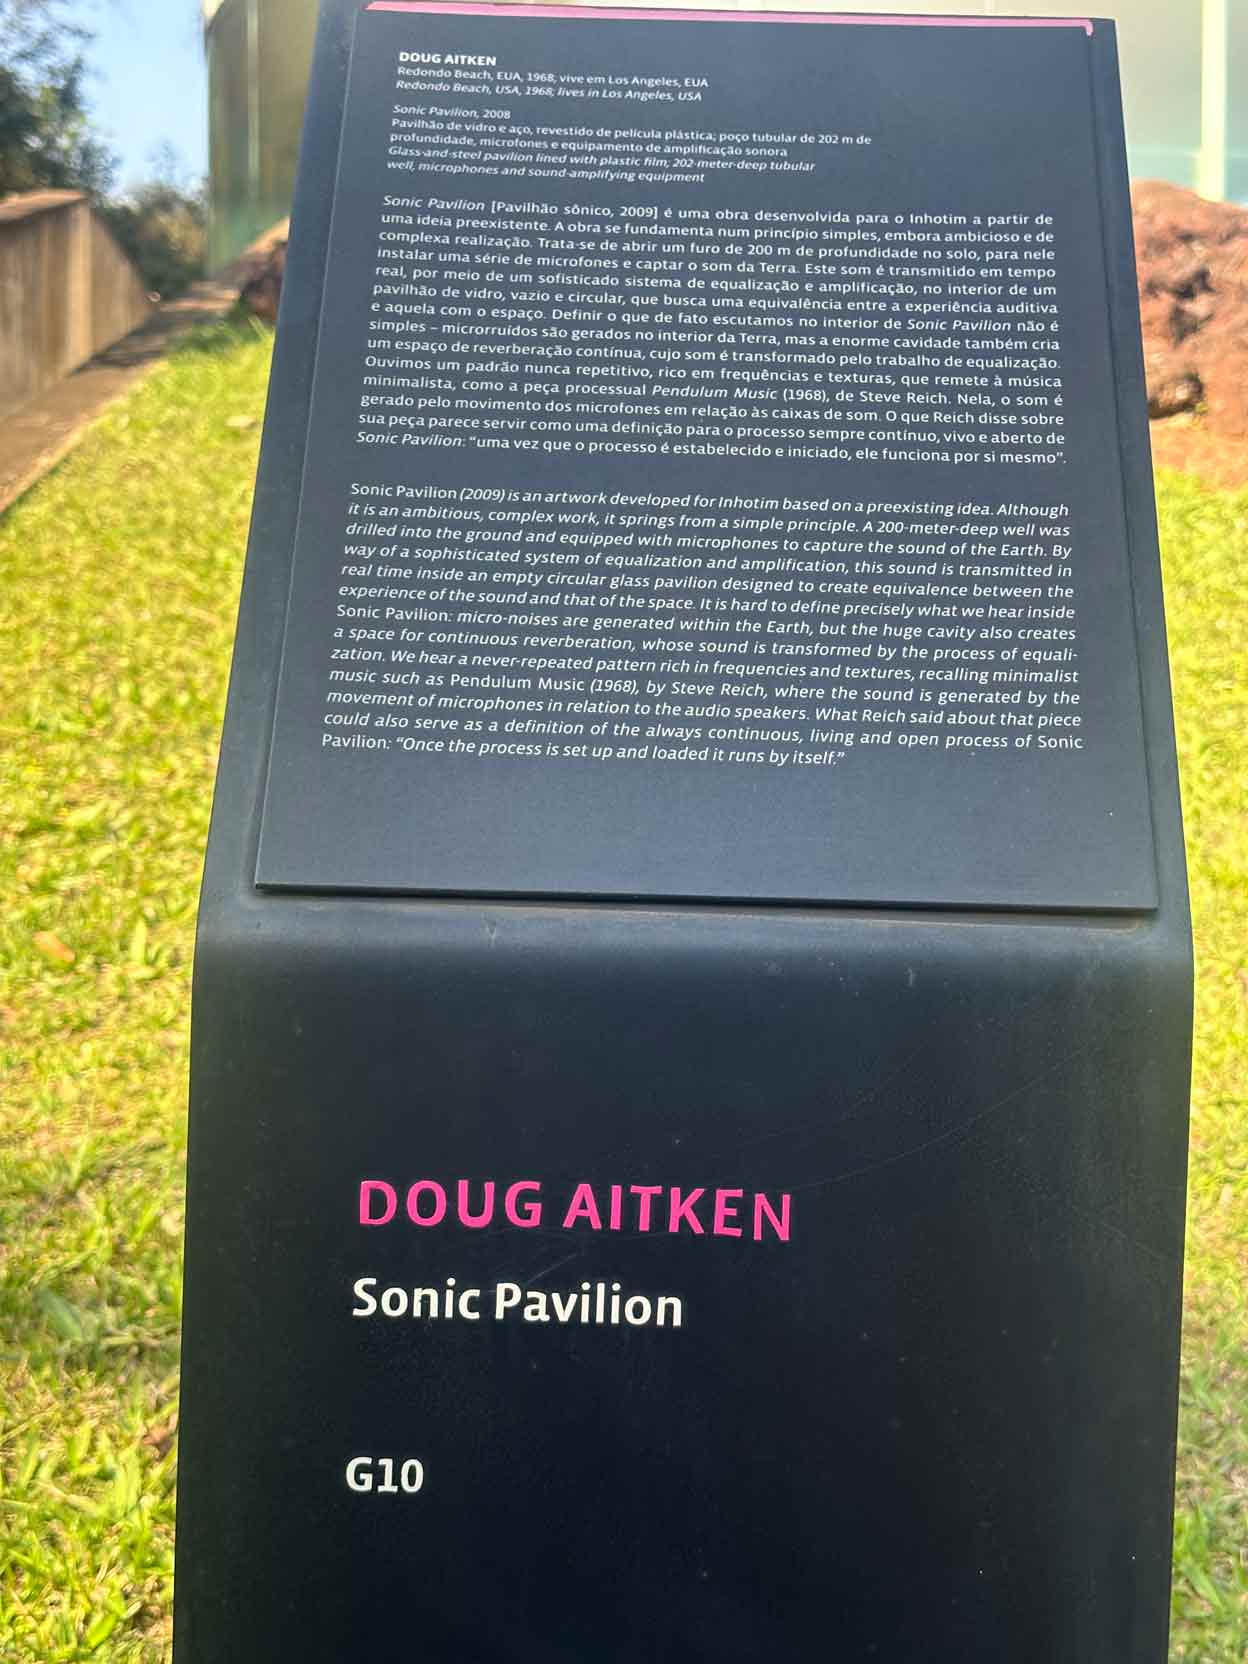 DOUG AITKEN
Redondo Beach, EUA, 1968; vive em Los Angeles, EUA
Redondo Beach, USA, 1968; lives in Los Angeles, USA
Sonic Pavilion, 2008
Pavilhão de vidro e aço, revestido de película plástica; poço tubular de 202 m de
profundidade, microfones e equipamento de amplificação sonora
Glass-and-steel pavilion lined with plastic film; 202-meter-deep tubular
well, microphones and sound-amplifying equipment
Sonic Pavilion [Pavilhão sônico, 2009] é uma obra desenvolvida para o Inhotim a partir de
uma ideia preexistente. A obra se fundamenta num princípio simples, embora ambicioso e de
complexa realização. Trata-se de abrir um furo de 200 m de profundidade no solo, para nele
instalar uma série de microfones e captar o som da Terra. Este som é transmitido em tempo
real, por meio de um sofisticado sistema de equalização e amplificação, no interior de um
pavilhão de vidro, vazio e circular, que busca uma equivalência entre a experiência auditiva
e aquela com o espaço. Definir o que de fato escutamos no interior de Sonic Pavilion não é
simples – microrruídos são gerados no interior da Terra, mas a enorme cavidade também cria
um espaço de reverberação contínua, cujo som é transformado pelo trabalho de equalização.
Ouvimos um padrão nunca repetitivo, rico em frequências e texturas, que remete à música
minimalista, como a peça processual Pendulum Music (1968), de Steve Reich. Nela, o som é
gerado pelo movimento dos microfones em relação às caixas de som. O que Reich disse sobre
sua peça parece servir como uma definição para o processo sempre contínuo, vivo e aberto de
Sonic Pavilion: “uma vez que o processo é estabelecido e iniciado, ele funciona por si mesmo”.
Sonic Pavilion (2009) is an artwork developed for Inhotim based on a preexisting idea. Although
it is an ambitious, complex work, it springs from a simple principle. A 200-meter-deep well was
drilled into the ground and equipped with microphones to capture the sound of the Earth. By
way of a sophisticated system of equalization and amplification, this sound is transmitted in
real time inside an empty circular glass pavilion designed to create equivalence between the
experience of the sound and that of the space. It is hard to define precisely what we hear inside
Sonic Pavilion: micro-noises are generated within the Earth, but the huge cavity also creates
a space for continuous reverberation, whose sound is transformed by the process of equali-
zation. We hear a never-repeated pattern rich in frequencies and textures, recalling minimalist
music such as Pendulum Music (1968), by Steve Reich, where the sound is generated by the
movement of microphones in relation to the audio speakers. What Reich said about that piece
could also serve as a definition of the always continuous, living and open process of Sonic
Pavilion: “Once the process is set up and loaded it runs by itself.”
DOUG AITKEN
Sonic Pavilion
G10